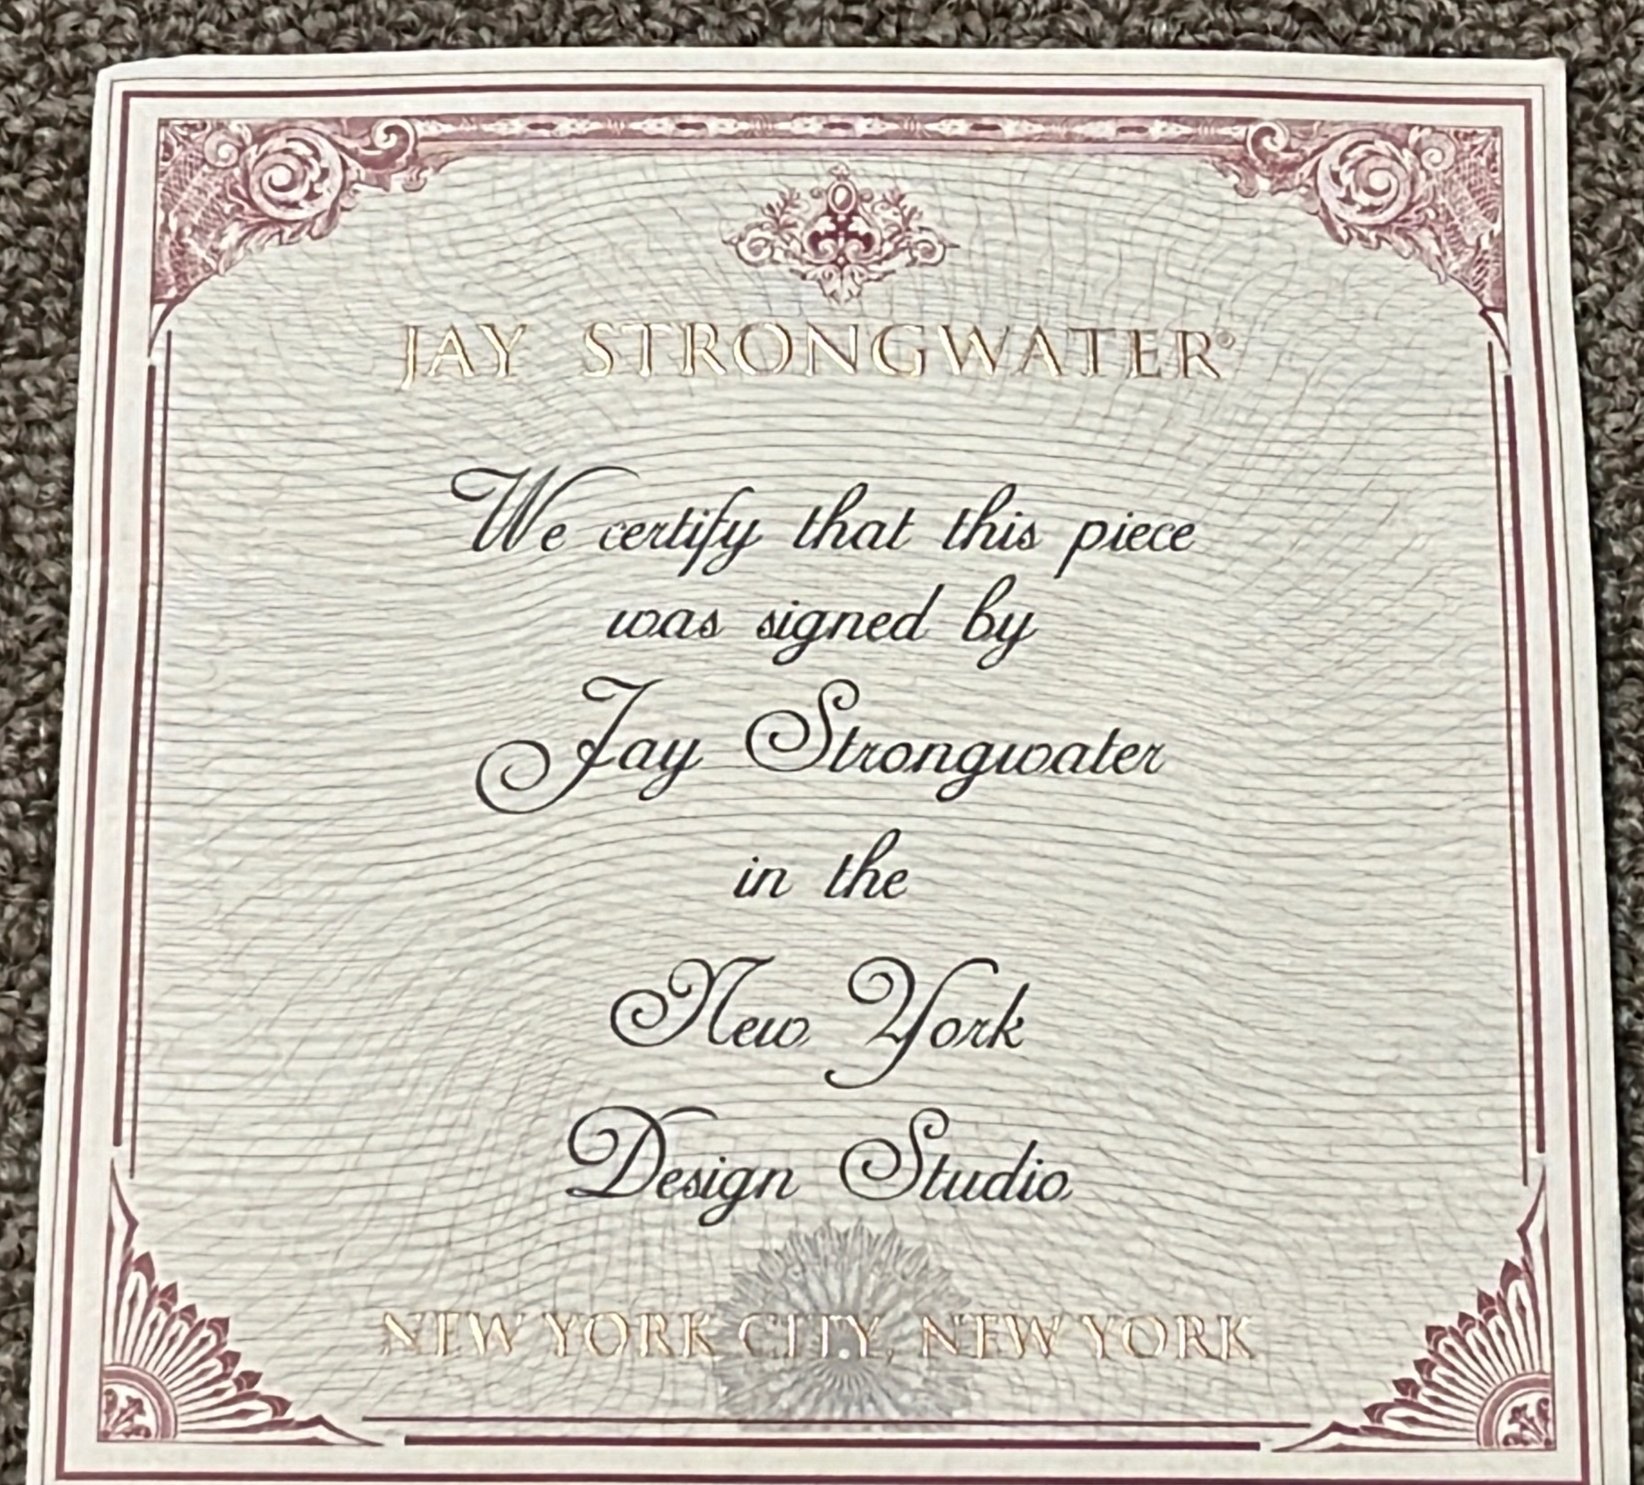 JAY STRONGWATER®
We certify that this piece
was signed by
Jay Strongwater
in the
New York
Design Studio
NEW YORK CITY, NEW YORK